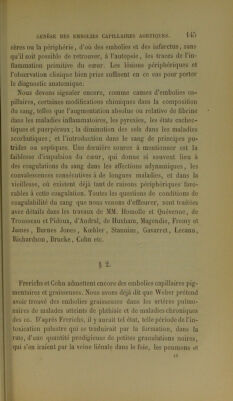 GENÈSE DES EMBOLIES CAPILLAIRES AORTIQUES. 145
ères ou la périphérie, d'où des embolies et des infarctus, sans
qu'il soit possible de retrouver, à l'autopsie, les traces de l'in-
flammation primitive du cœur. Les lésions périphériques et
l'observation clinique bien prise suffisent en ce cas pour porter
le diagnostic anatomique.
Nous devons signaler encore, comme causes d'embolies ca-
pillaires, certaines modifications chimiques dans la composition
du sang, telles que l'augmentation absolue ou relative de fibrine
dans les maladies inflammatoires, les pyrexies, les états cachec-
tiques et puerpéraux ; la diminution des sels dans les maladies
scorbutiques ; et l'introduction dans le sang de principes pu-
trides ou septiques. Une dernière source à mentionner est la
faiblesse d'impulsion du cœur, qui donne si souvent lieu à
des coagulations du sang dans les affections adynamiques, les
convalescences consécutives à de longues maladies, et dans la
vieillesse, où existent déjà tant de raisons périphériques favo-
rables à cette coagulation. Toutes les questions de conditions de
coagulabilité du sang que nous venons d'effleurer, sont traitées
avec détails dans les travaux de MM. Homolle et Quévenne, de
Trousseau et Pidoux, d'Andral, de Huxham, Magendie, Fremy et
James, Barnes Jones, Kœhler, Stannius, Gavarret, Lecanu,
Richardson, Brucke, Cohn etc.
§ 2.
Frerichs et Cohn admettent encore des embolies capillaires pig-
mentaires et graisseuses. Nous avons déjà dit que Weber prétend
avoir trouvé des embolies graisseuses dans les artères pulmo-
naires de malades atteints de phthisie et de maladies chroniques
des os. D'après Frerichs, il y aurait tel état, telle période de l'in-
toxication palustre qui se traduirait par la formation, dans la
rate, d'une quantité prodigieuse de petites granulations noires,
qui s'en iraient par la veine liénale dans le foie, les poumons et